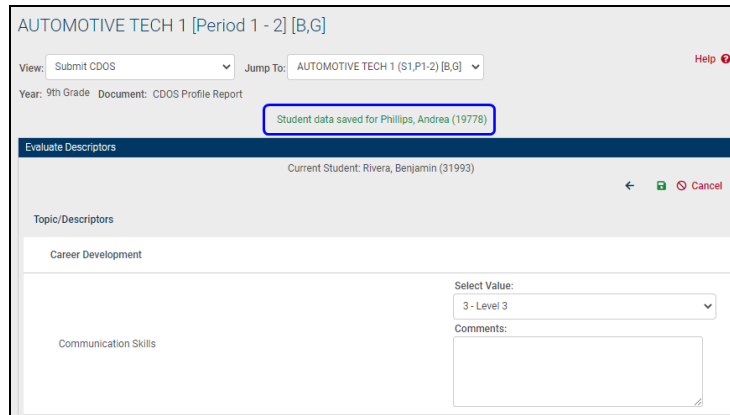 AUTOMOTIVE TECH 1 [Period 1 - 2] [B,G]
View: Submit CDOS Jump To: AUTOMOTIVE TECH 1 (S1,P1-2) [B,G] Help
Year: 9th Grade Document: CDOS Profile Report
Student data saved for Phillips, Andrea (19778)
Evaluate Descriptors
Current Student: Rivera, Benjamin (31993)
Cancel
Topic/Descriptors
Career Development
Select Value:
3 - Level 3
Comments:
Communication Skills